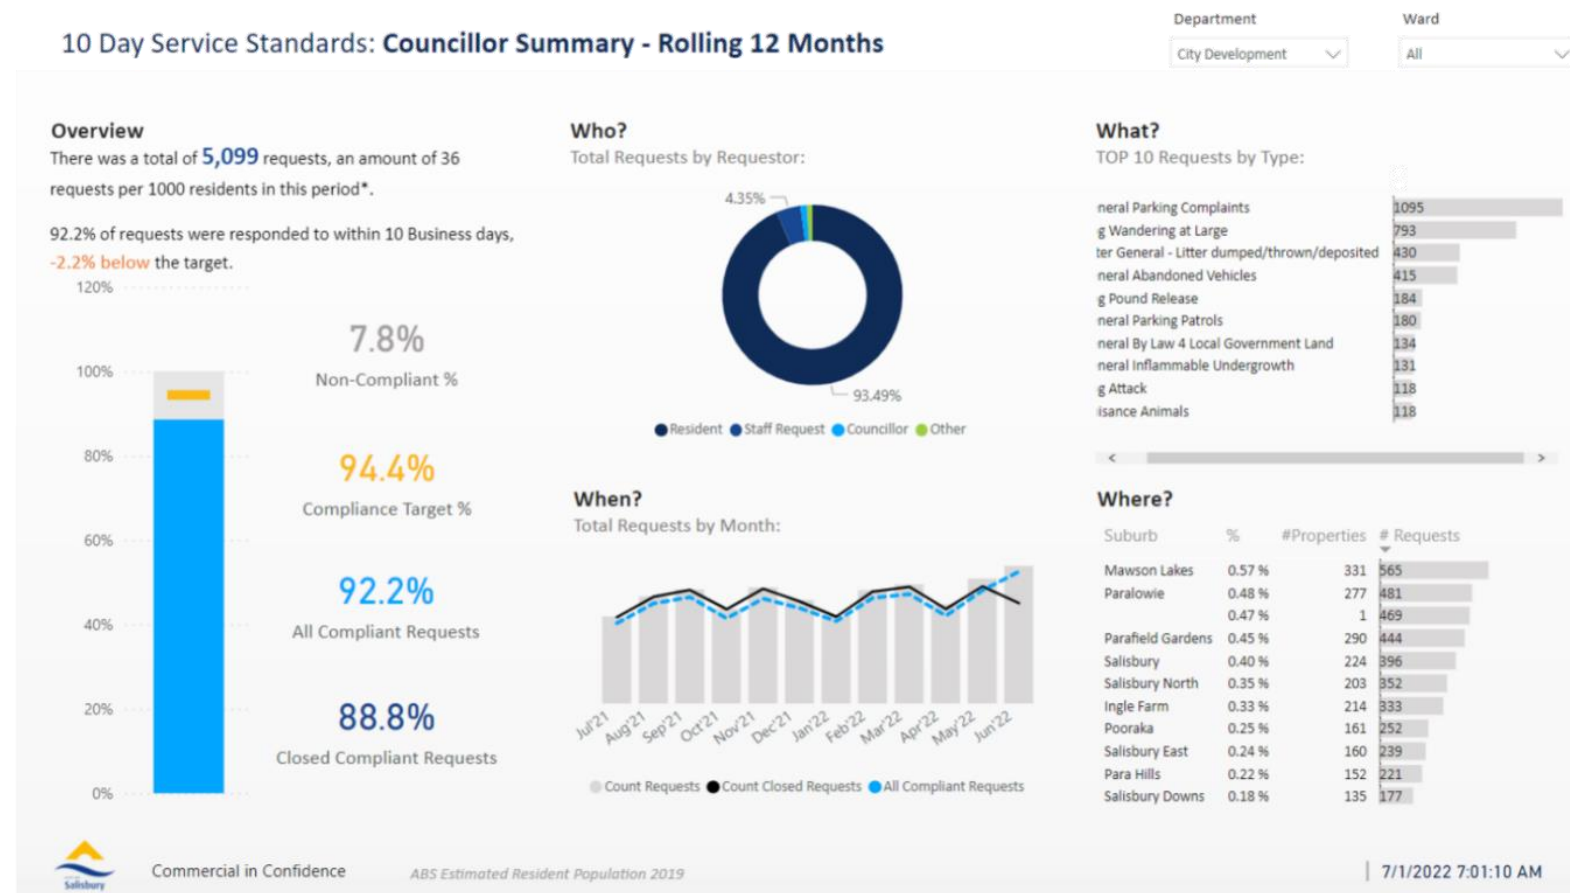 10 Day Service Standards: Councillor Summary - Rolling 12 Months
Department
City Development
Ward
All
Overview
There was a total of 5,099 requests, an amount of 36
requests per 1000 residents in this period*.
92.2% of requests were responded to within 10 Business days,
-2.2% below the target.
120%
100%
80%
60%
40%
20%
0%
7.8%
Non-Compliant %
94.4%
Compliance Target %
92.2%
All Compliant Requests
88.8%
Closed Compliant Requests
Who?
Total Requests by Requestor:
4.35%
93.49%
Resident Staff Request Councillor Other
When?
Total Requests by Month:
Jul'21 Aug'21 Sep'21 Oct'21 Nov'21 Dec'21 Jan'22 Feb'22 Mar'22 Apr'22 May'22 Jun'22
Count Requests Count Closed Requests All Compliant Requests
What?
TOP 10 Requests by Type:
neral Parking Complaints 1095
g Wandering at Large 793
ter General - Litter dumped/thrown/deposited 430
neral Abandoned Vehicles 415
g Pound Release 184
neral Parking Patrols 180
neral By Law 4 Local Government Land 134
neral Inflammable Undergrowth 131
g Attack 118
isance Animals 118
Where?
Suburb % #Properties # Requests
Mawson Lakes 0.57 % 331 565
Paralowie 0.48 % 277 481
0.47 % 1 469
Parafield Gardens 0.45 % 290 444
Salisbury 0.40 % 224 396
Salisbury North 0.35 % 203 352
Ingle Farm 0.33 % 214 333
Pooraka 0.25 % 161 252
Salisbury East 0.24 % 160 239
Para Hills 0.22 % 152 221
Salisbury Downs 0.18 % 135 177
Salisbury
Commercial in Confidence
ABS Estimated Resident Population 2019
7/1/2022 7:01:10 AM